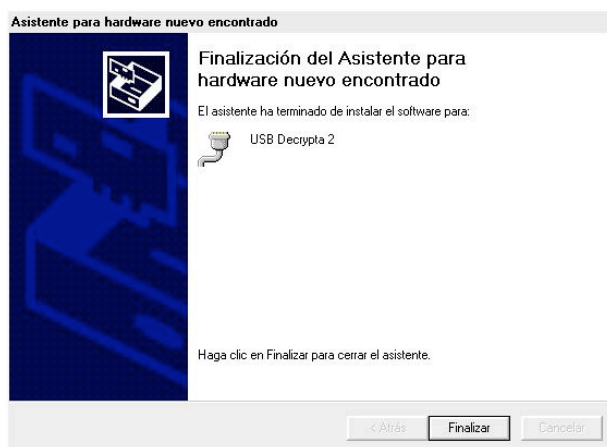 Asistente para hardware nuevo encontrado
Finalización del Asistente para
hardware nuevo encontrado
El asistente ha terminado de instalar el software para:
USB Decrypta 2
Haga clic en Finalizar para cerrar el asistente.
< Atrás
Finalizar
Cancelar